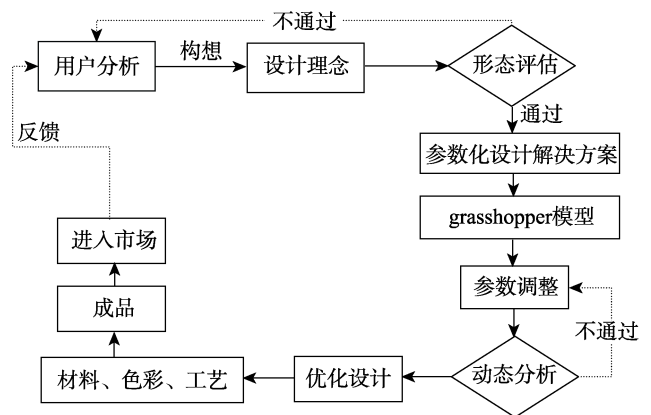 不通过
用户分析
构想
设计理念
形态评估
通过
反馈
参数化设计解决方案
grasshopper模型
进入市场
参数调整
成品
不通过
材料、色彩、工艺
优化设计
动态分析